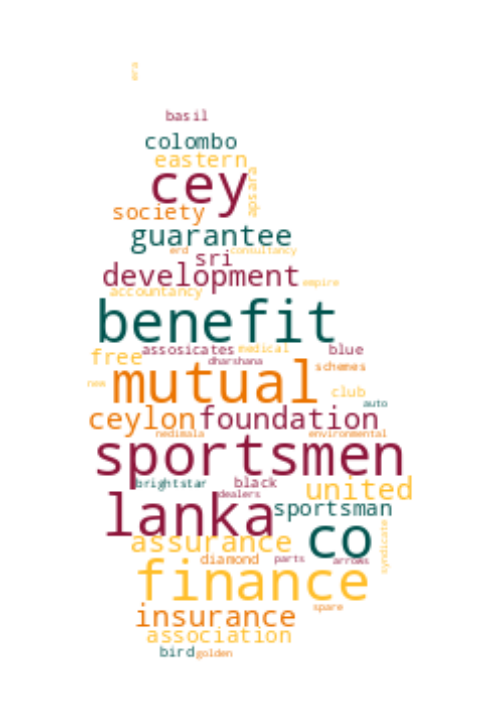 era
basil
colombo
eastern
cey
apsara
society
guarantee
erd consultancy
sri
development
empire
accountancy
benefit
free
assosicates medical
blue
dharshana
schemes
new
mutual
club
auto
ceylon foundation
nedimala
environmental
sportsmen
brightstar
black
united
dealers
lanka
sportsman
co
syndicate
assurance
diamond
parts
arrows
finance
spare
insurance
association
bird golden